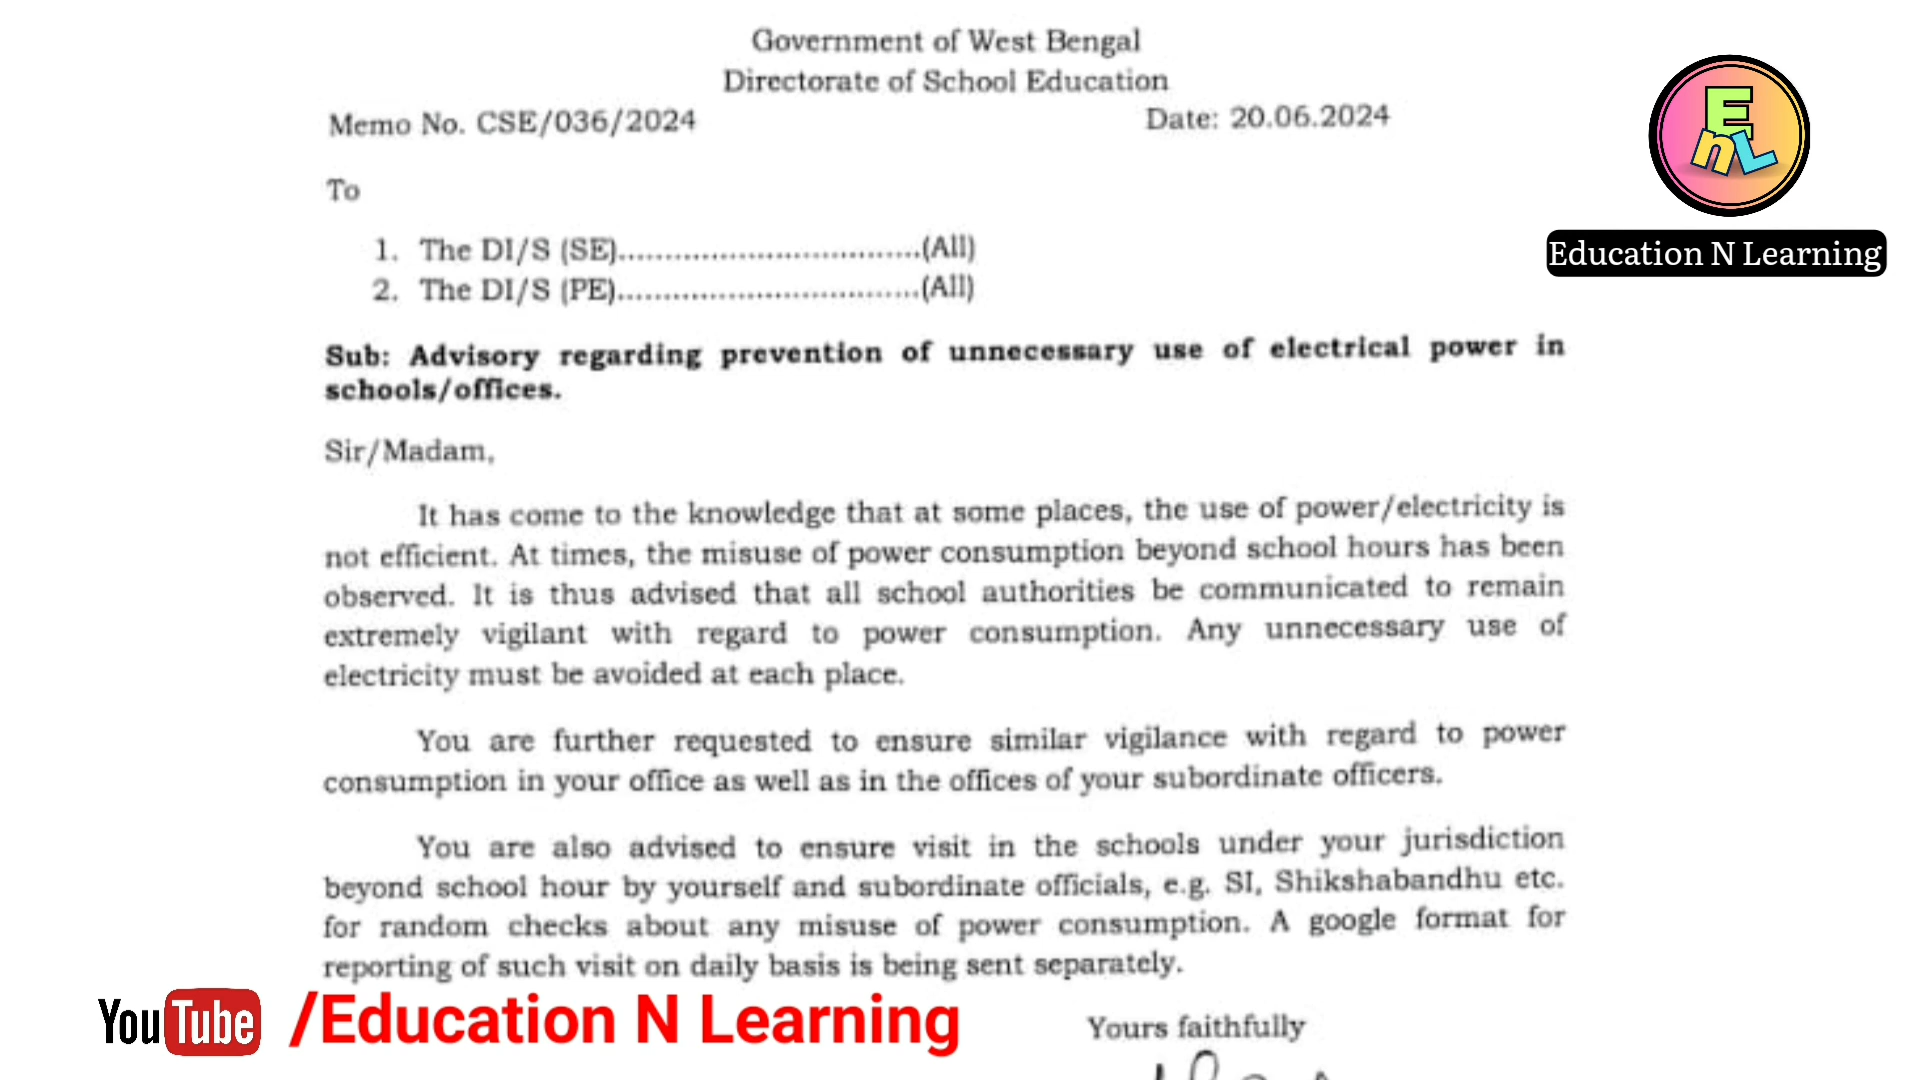 Government of West Bengal
Directorate of School Education
Memo No. CSE/036/2024 Date: 20.06.2024
To
1. The DI/S (SE).................................(All)
2. The DI/S (PE).................................(All)
Sub: Advisory regarding prevention of unnecessary use of electrical power in
schools/offices.
Sir/Madam,
It has come to the knowledge that at some places, the use of power/electricity is
not efficient. At times, the misuse of power consumption beyond school hours has been
observed. It is thus advised that all school authorities be communicated to remain
extremely vigilant with regard to power consumption. Any unnecessary use of
electricity must be avoided at each place.
You are further requested to ensure similar vigilance with regard to power
consumption in your office as well as in the offices of your subordinate officers.
You are also advised to ensure visit in the schools under your jurisdiction
beyond school hour by yourself and subordinate officials, e.g. SI, Shikshabandhu etc.
for random checks about any misuse of power consumption. A google format for
reporting of such visit on daily basis is being sent separately.
Yours faithfully
EnL
Education N Learning
YouTube /Education N Learning